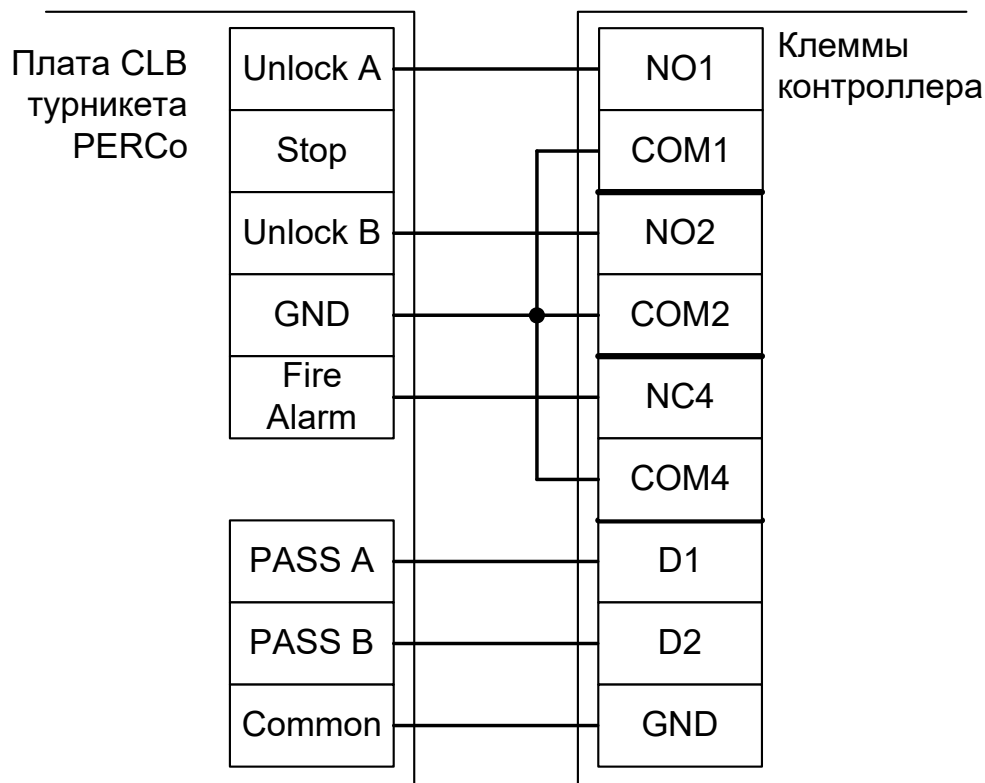 Плата CLB
турникета
PERCo
Unlock A
Stop
Unlock B
GND
Fire
Alarm
PASS A
PASS B
Common
Клеммы
контроллера
NO1
COM1
NO2
COM2
NC4
COM4
D1
D2
GND